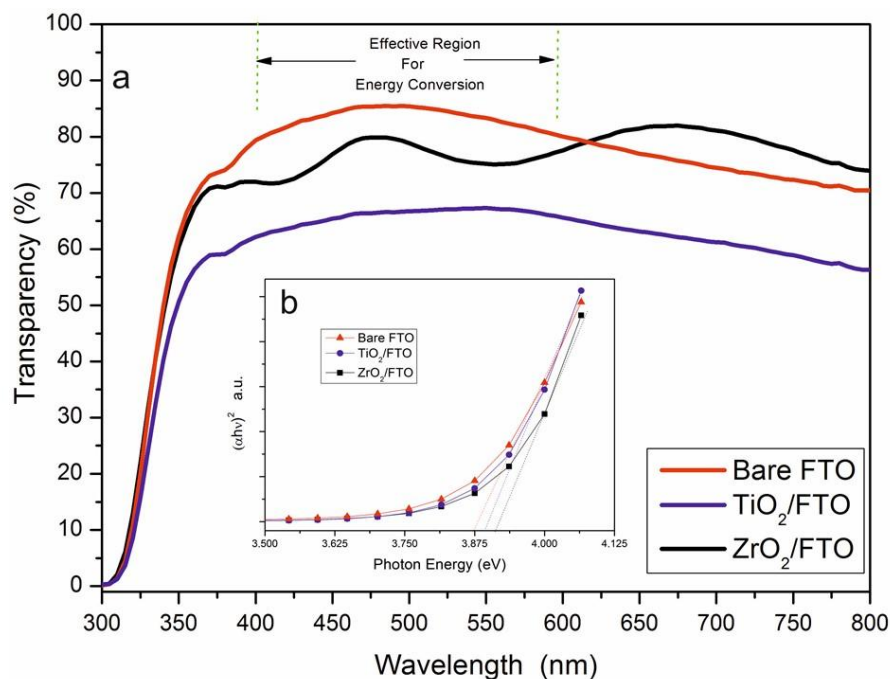 a
Effective Region
For
Energy Conversion
Transparency (%)
100
90
80
70
60
50
40
30
20
10
0
300
350
400
450
500
550
600
650
700
750
800
Wavelength (nm)
b
Bare FTO
TiO₂/FTO
ZrO₂/FTO
(αhν)² a.u.
3.500
3.625
3.750
3.875
4.000
4.125
Photon Energy (eV)
Bare FTO
TiO₂/FTO
ZrO₂/FTO